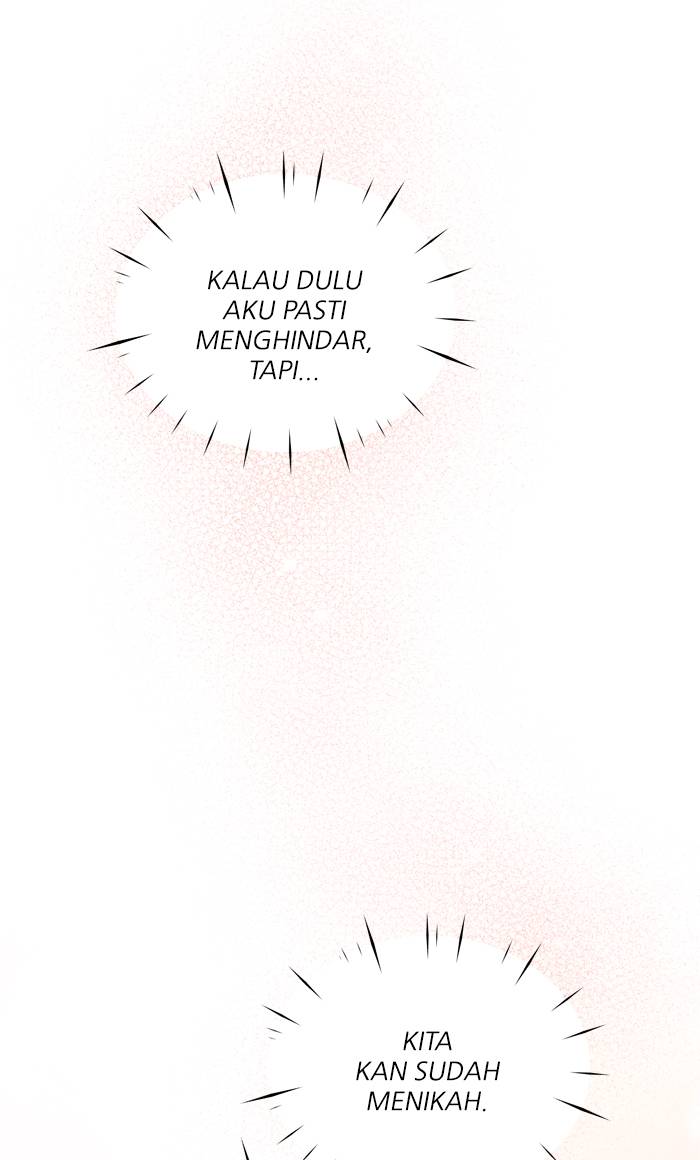 KALAU DULU
AKU PASTI
MENGHINDAR,
TAPI...
KITA
KAN SUDAH
MENIKAH.